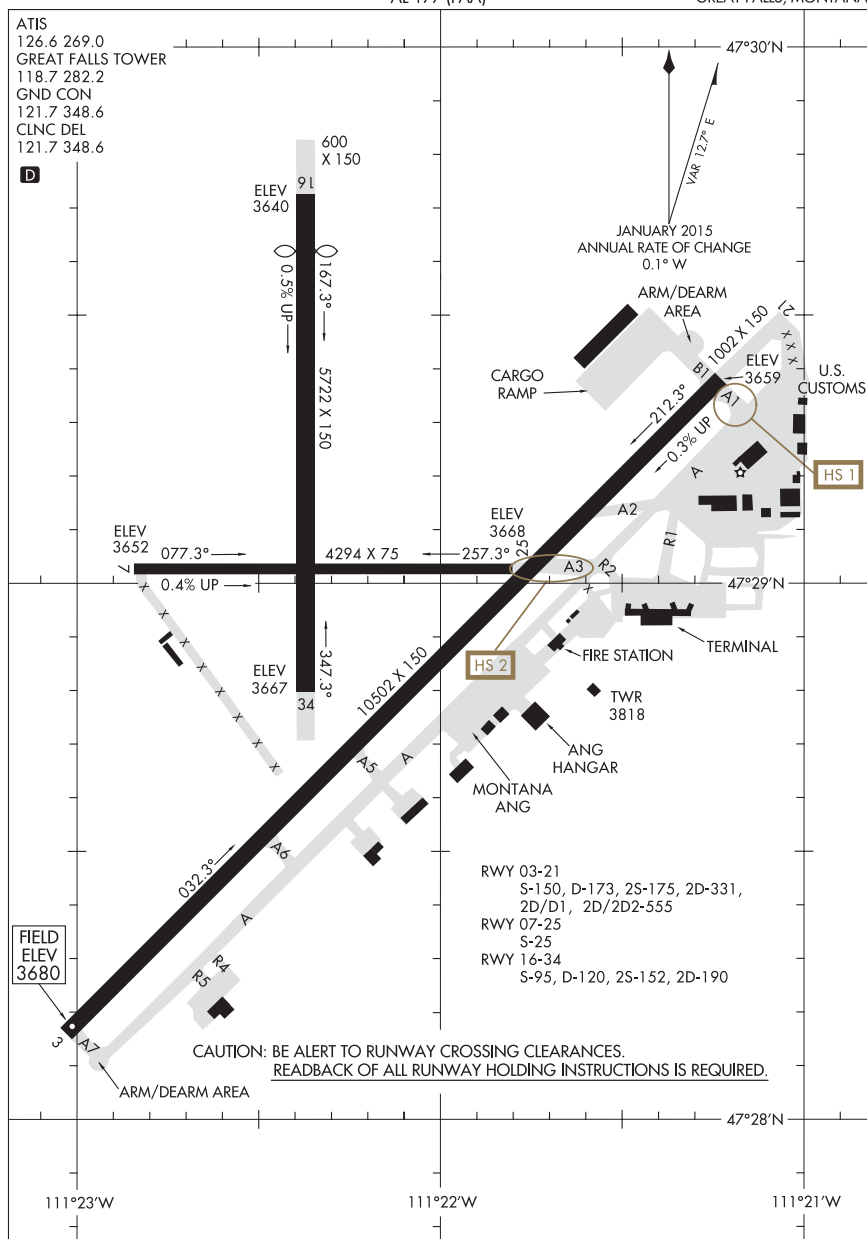 AL-177 (FAA)
GREAT FALLS, MONTANA
ATIS
126.6 269.0
GREAT FALLS TOWER
118.7 282.2
GND CON
121.7 348.6
CLNC DEL
121.7 348.6
D
47°30'N
VAR 12.7° E
JANUARY 2015
ANNUAL RATE OF CHANGE
0.1° W
600
X 150
16
ELEV
3640
0.5% UP
167.3°
5722 X 150
ARM/DEARM
AREA
1002 X 150
21
X X X
B1
ELEV
3659
A1
U.S.
CUSTOMS
CARGO
RAMP
212.3°
0.3% UP
HS 1
A
A2
R1
ELEV
3668
25
ELEV
3652
077.3°
4294 X 75
257.3°
7
0.4% UP
A3
R2
X
47°29'N
X X X X X X X
HS 2
TERMINAL
FIRE STATION
TWR
3818
ELEV
3667
347.3°
34
10502 X 150
ANG
HANGAR
MONTANA
ANG
A5
A
A6
032.3°
A
R4
R5
RWY 03-21
S-150, D-173, 2S-175, 2D-331,
2D/D1, 2D/2D2-555
RWY 07-25
S-25
RWY 16-34
S-95, D-120, 2S-152, 2D-190
FIELD
ELEV
3680
3
A7
CAUTION: BE ALERT TO RUNWAY CROSSING CLEARANCES.
READBACK OF ALL RUNWAY HOLDING INSTRUCTIONS IS REQUIRED.
ARM/DEARM AREA
47°28'N
111°23'W
111°22'W
111°21'W